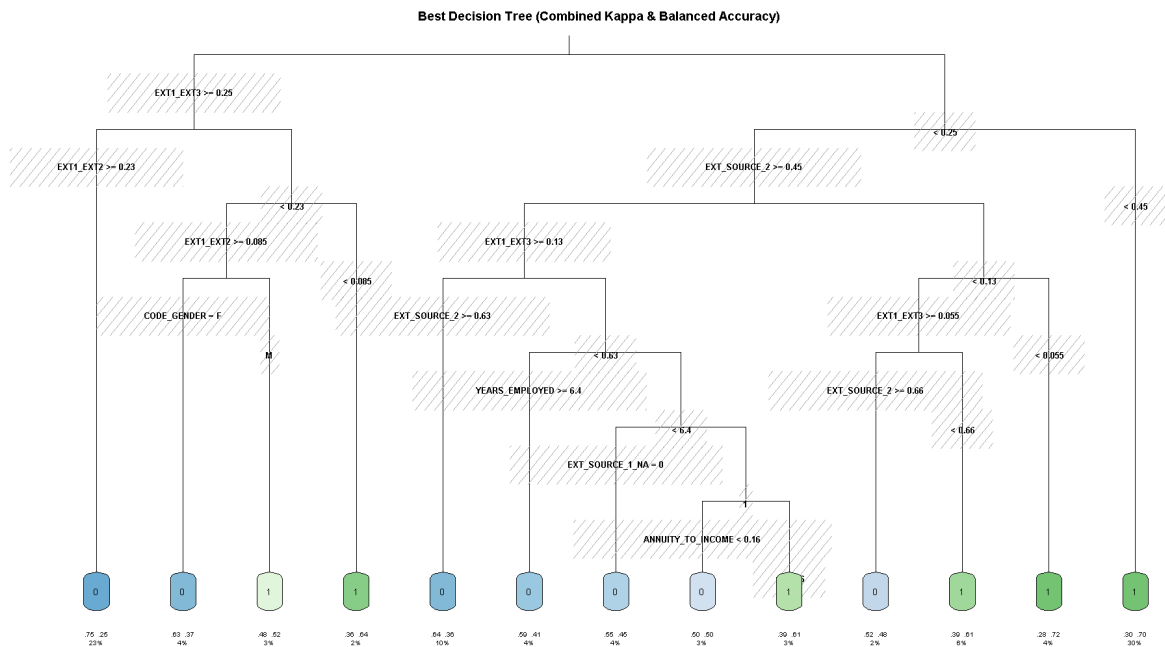 Best Decision Tree (Combined Kappa & Balanced Accuracy)
EXT1_EXT3 >= 0.25
< 0.25
EXT1_EXT2 >= 0.23
EXT_SOURCE_2 >= 0.45
< 0.23
< 0.45
EXT1_EXT2 >= 0.085
EXT1_EXT3 >= 0.13
< 0.085
< 0.13
CODE_GENDER = F
EXT_SOURCE_2 >= 0.63
EXT1_EXT3 >= 0.055
M
< 0.63
< 0.055
YEARS_EMPLOYED >= 6.4
EXT_SOURCE_2 >= 0.66
< 6.4
< 0.66
EXT_SOURCE_1_NA = 0
1
ANNUITY_TO_INCOME < 0.16
0 0 1 1 0 0 0 0 1 0 1 1 1
.75 .25 .63 .37 .48 .52 .36 .64 .64 .36 .59 .41 .55 .45 .50 .50 .39 .61 .52 .48 .39 .61 .28 .72 .30 .70
23% 4% 3% 2% 10% 4% 4% 3% 3% 2% 6% 4% 30%